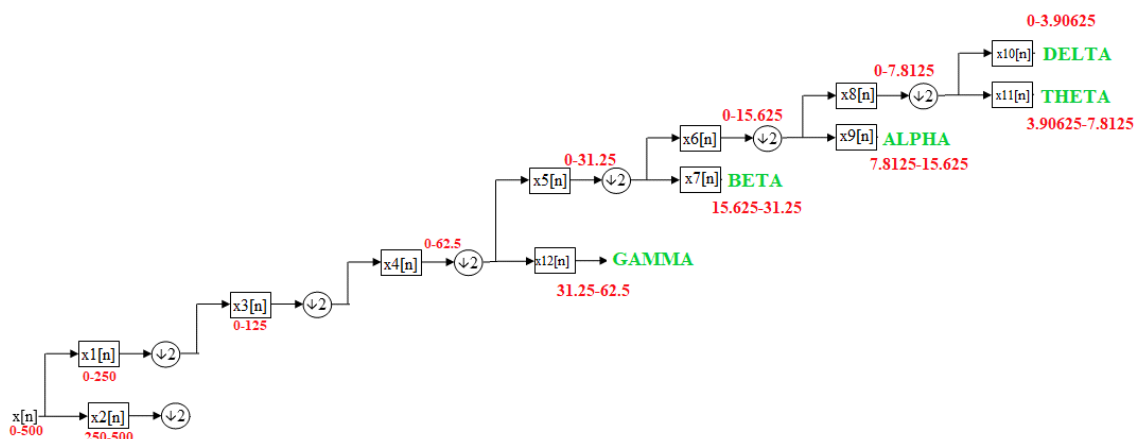 0-3.90625
x10[n] DELTA
0-7.8125
x8[n] ↓2
x11[n] THETA
3.90625-7.8125
0-15.625
x6[n] ↓2
x9[n] ALPHA
7.8125-15.625
0-31.25
x5[n] ↓2
x7[n] BETA
15.625-31.25
0-62.5
x4[n] ↓2
x12[n] GAMMA
31.25-62.5
x3[n] ↓2
0-125
x1[n] ↓2
0-250
x[n] x2[n] ↓2
0-500 250-500